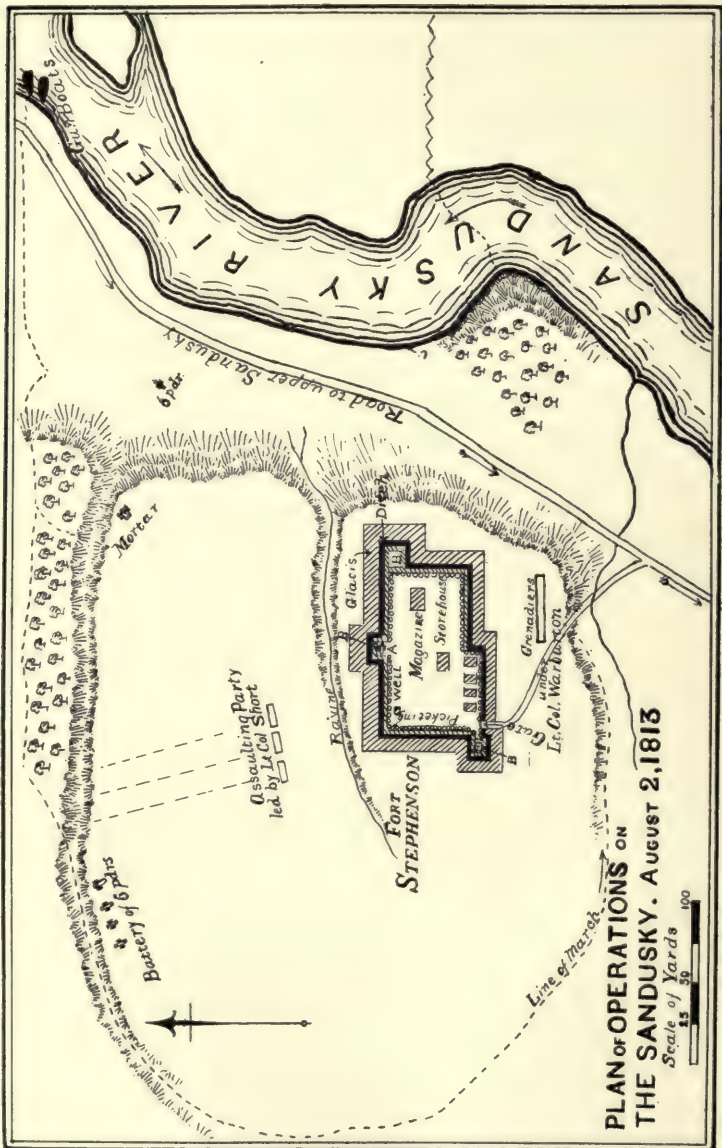 Gun Boats
SANDUSKY RIVER
Road to upper Sandusky
6 pdr.
Mortar
Assaulting Party
led by Lt. Col Short
Battery of 6 pdrs
Ravine
Glacis
Ditch
B
B
A
Well
Magazine
Storehouse
Picketing
Gate
B
Grenadiers
under
Lt. Col. Warburton
FORT
STEPHENSON
Line of March
PLAN OF OPERATIONS ON
THE SANDUSKY. AUGUST 2, 1813
Scale of Yards
25 50 100